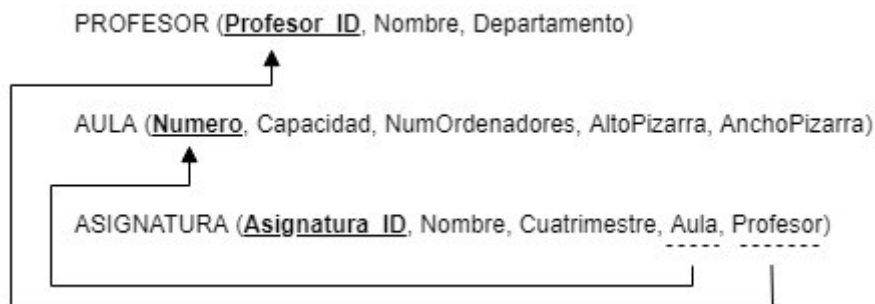 PROFESOR (Profesor_ID, Nombre, Departamento)
AULA (Numero, Capacidad, NumOrdenadores, AltoPizarra, AnchoPizarra)
ASIGNATURA (Asignatura_ID, Nombre, Cuatrimestre, Aula, Profesor)